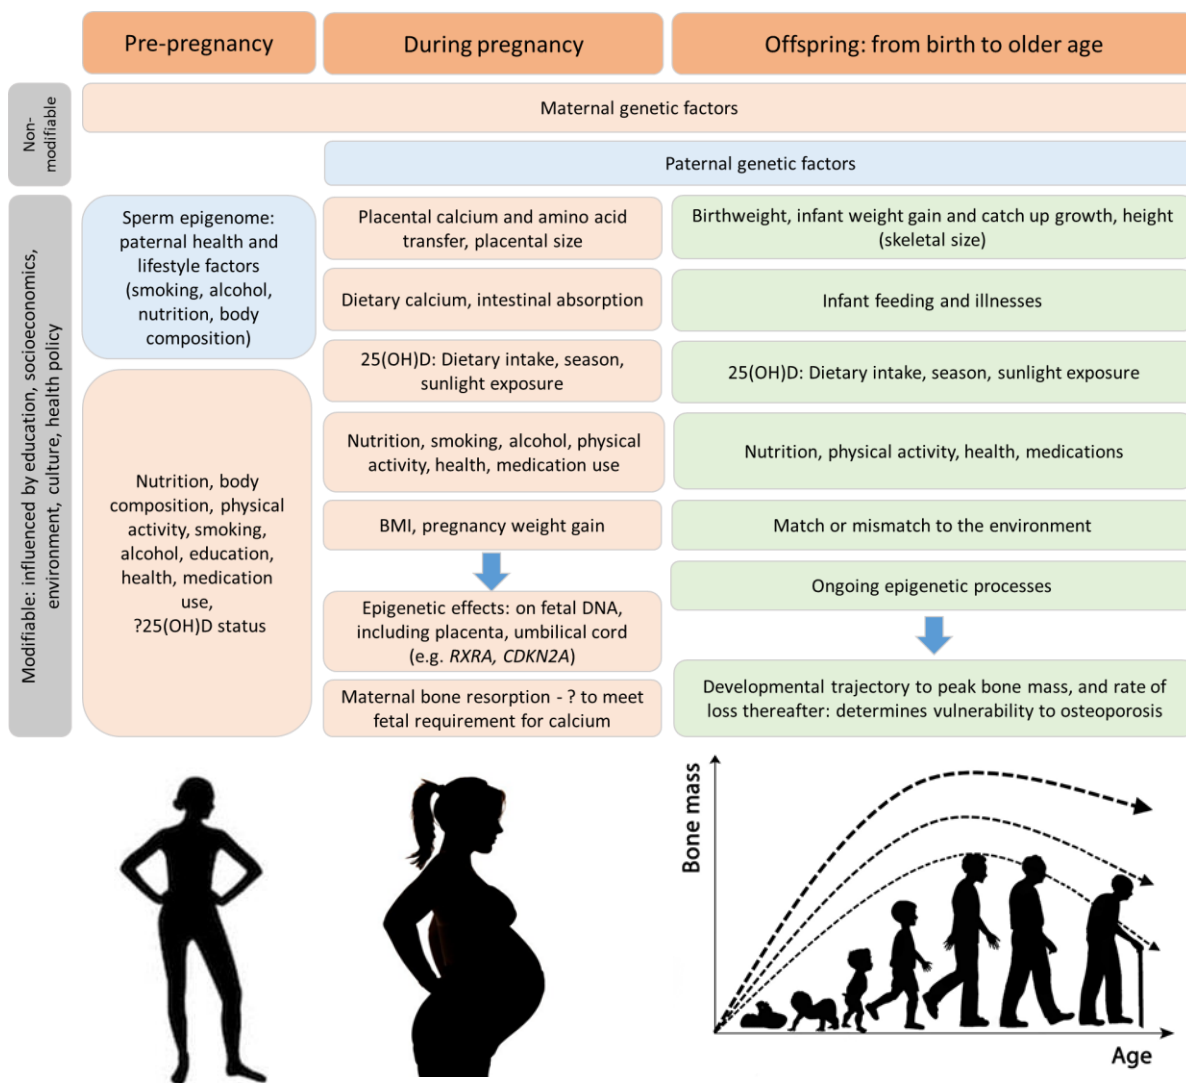 Pre-pregnancy
During pregnancy
Offspring: from birth to older age
Non-
modifiable
Maternal genetic factors
Paternal genetic factors
Modifiable: influenced by education, socioeconomics,
environment, culture, health policy
Sperm epigenome:
paternal health and
lifestyle factors
(smoking, alcohol,
nutrition, body
composition)
Nutrition, body
composition, physical
activity, smoking,
alcohol, education,
health, medication
use,
?25(OH)D status
Placental calcium and amino acid
transfer, placental size
Dietary calcium, intestinal absorption
25(OH)D: Dietary intake, season,
sunlight exposure
Nutrition, smoking, alcohol, physical
activity, health, medication use
BMI, pregnancy weight gain
Epigenetic effects: on fetal DNA,
including placenta, umbilical cord
(e.g. RXRA, CDKN2A)
Maternal bone resorption - ? to meet
fetal requirement for calcium
Birthweight, infant weight gain and catch up growth, height
(skeletal size)
Infant feeding and illnesses
25(OH)D: Dietary intake, season, sunlight exposure
Nutrition, physical activity, health, medications
Match or mismatch to the environment
Ongoing epigenetic processes
Developmental trajectory to peak bone mass, and rate of
loss thereafter: determines vulnerability to osteoporosis
Bone mass
Age